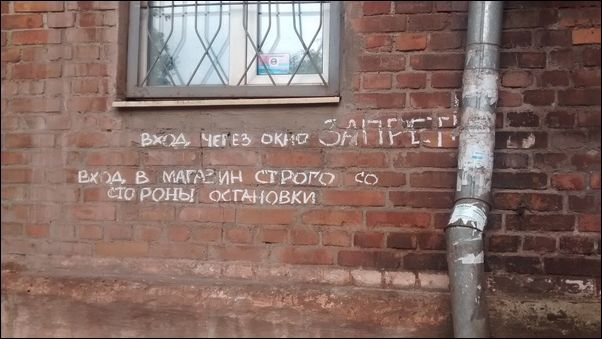 ВХОД ЧЕРЕЗ ОКНО ЗАПРЕТ
ВХОД В МАГАЗИН СТРОГО СО
СТОРОНЫ ОСТАНОВКИ